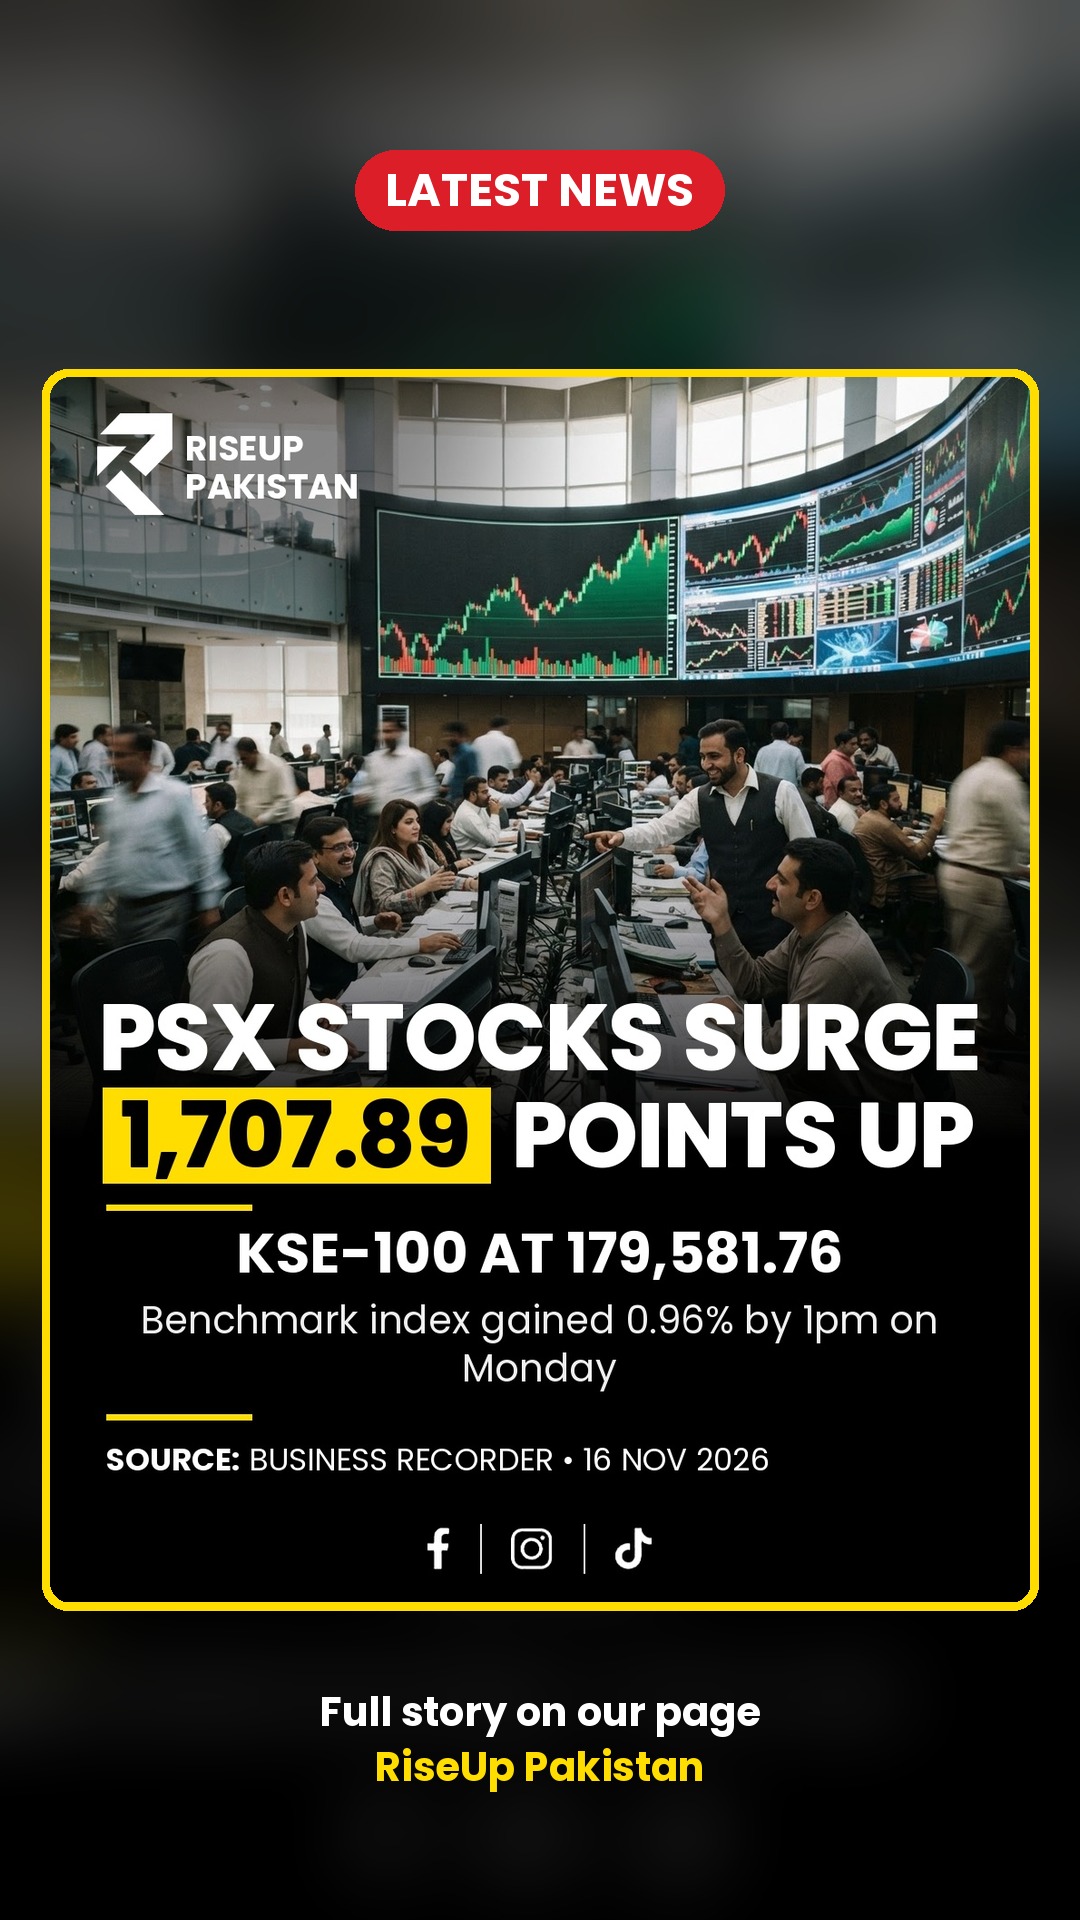 LATEST NEWS
RISEUP
PAKISTAN
PSX STOCKS SURGE
1,707.89 POINTS UP
KSE-100 AT 179,581.76
Benchmark index gained 0.96% by 1pm on
Monday
SOURCE: BUSINESS RECORDER • 16 NOV 2026
Full story on our page
RiseUp Pakistan